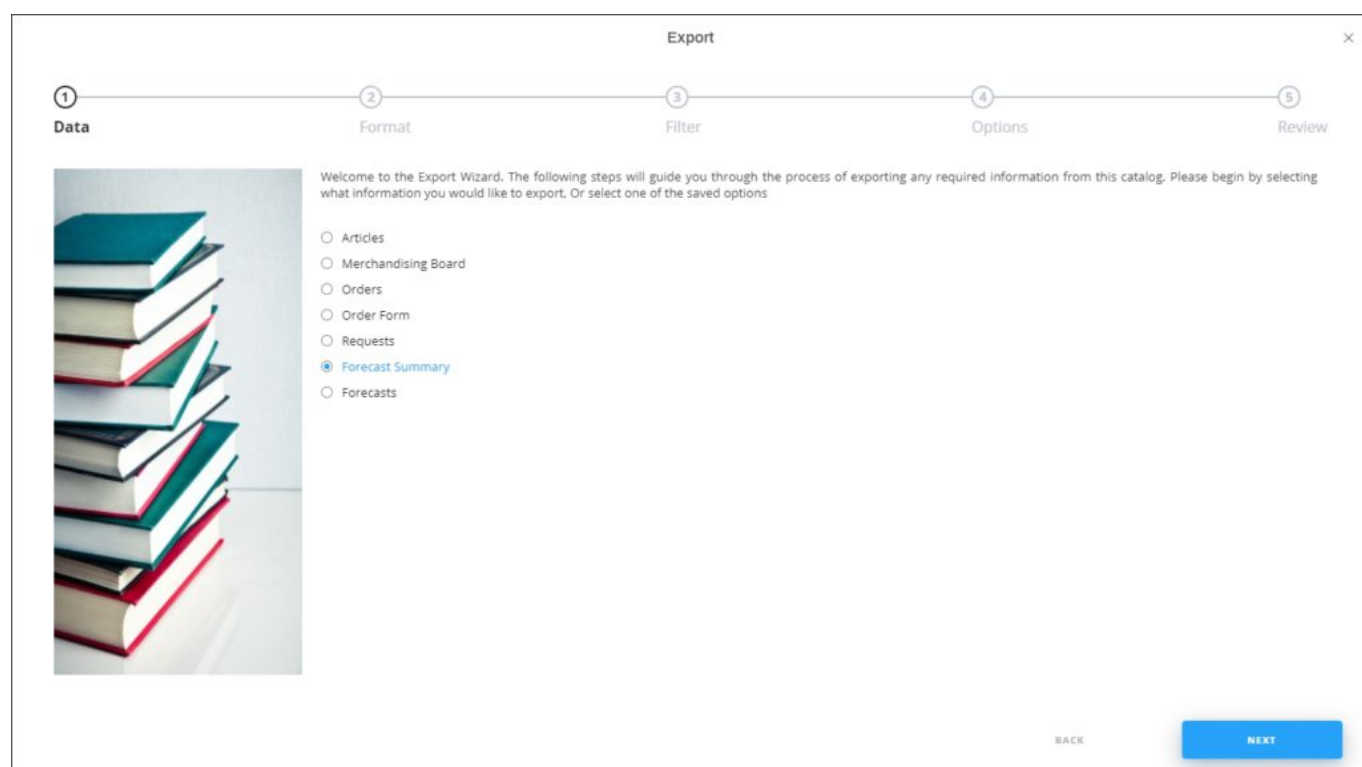 Export
×
1
2
3
4
5
Data
Format
Filter
Options
Review
Welcome to the Export Wizard. The following steps will guide you through the process of exporting any required information from this catalog. Please begin by selecting
what information you would like to export, Or select one of the saved options
Articles
Merchandising Board
Orders
Order Form
Requests
Forecast Summary
Forecasts
BACK
NEXT